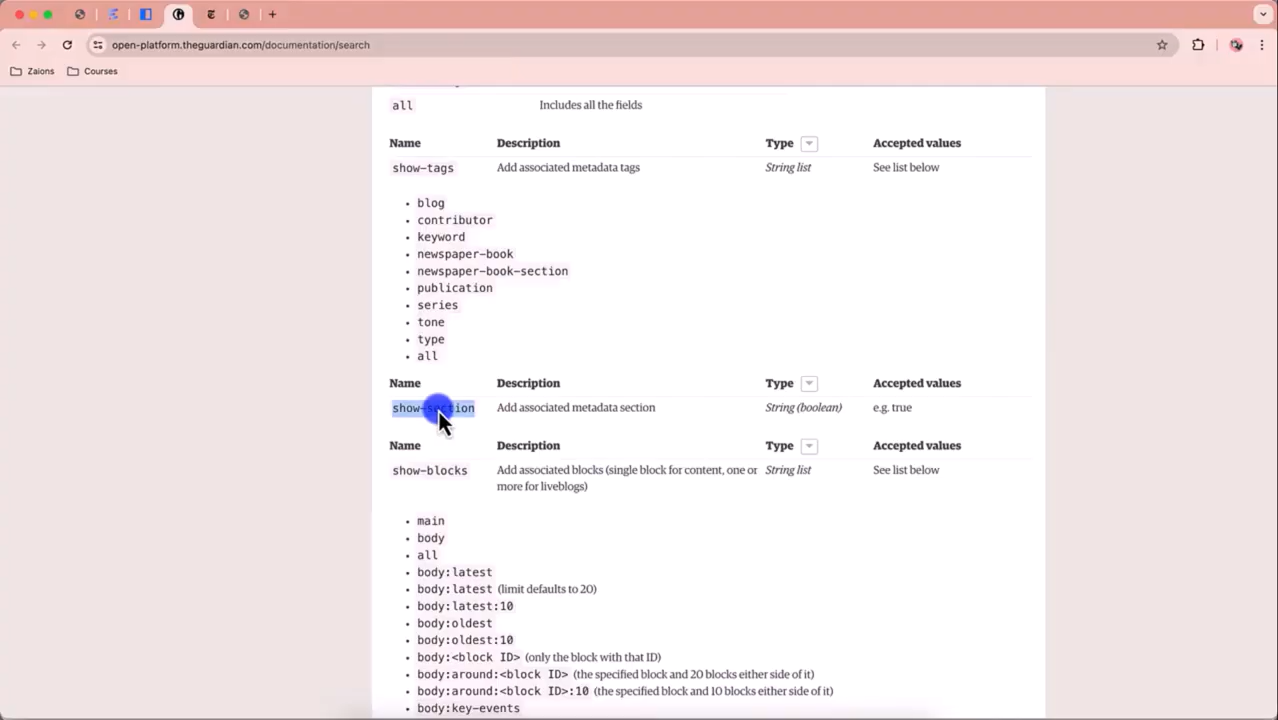 open-platform.theguardian.com/documentation/search
Zaions Courses
all Includes all the fields
Name Description Type Accepted values
show-tags Add associated metadata tags String list See list below
• blog
• contributor
• keyword
• newspaper-book
• newspaper-book-section
• publication
• series
• tone
• type
• all
Name Description Type Accepted values
show-section Add associated metadata section String (boolean) e.g. true
Name Description Type Accepted values
show-blocks Add associated blocks (single block for content, one or String list See list below
more for liveblogs)
• main
• body
• all
• body:latest
• body:latest (limit defaults to 20)
• body:latest:10
• body:oldest
• body:oldest:10
• body:<block ID> (only the block with that ID)
• body:around:<block ID> (the specified block and 20 blocks either side of it)
• body:around:<block ID>:10 (the specified block and 10 blocks either side of it)
• body:key-events